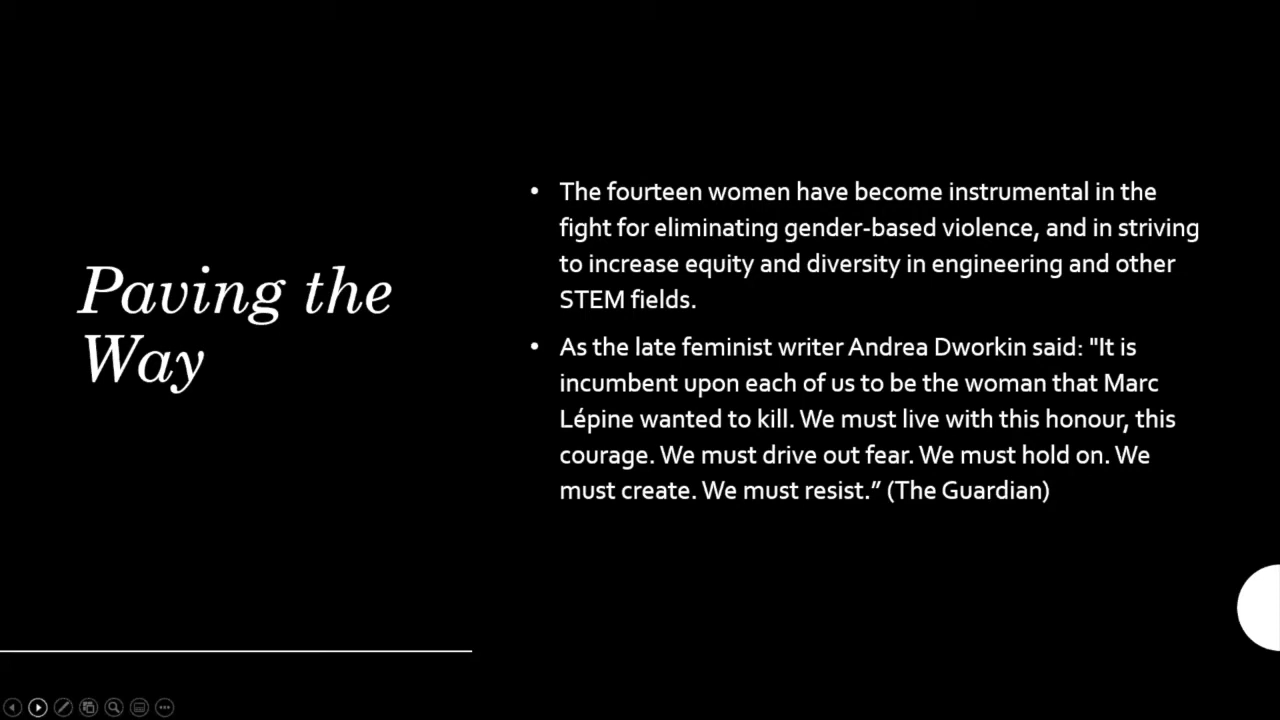 Paving the
Way
• The fourteen women have become instrumental in the
fight for eliminating gender-based violence, and in striving
to increase equity and diversity in engineering and other
STEM fields.
• As the late feminist writer Andrea Dworkin said: "It is
incumbent upon each of us to be the woman that Marc
Lépine wanted to kill. We must live with this honour, this
courage. We must drive out fear. We must hold on. We
must create. We must resist.” (The Guardian)